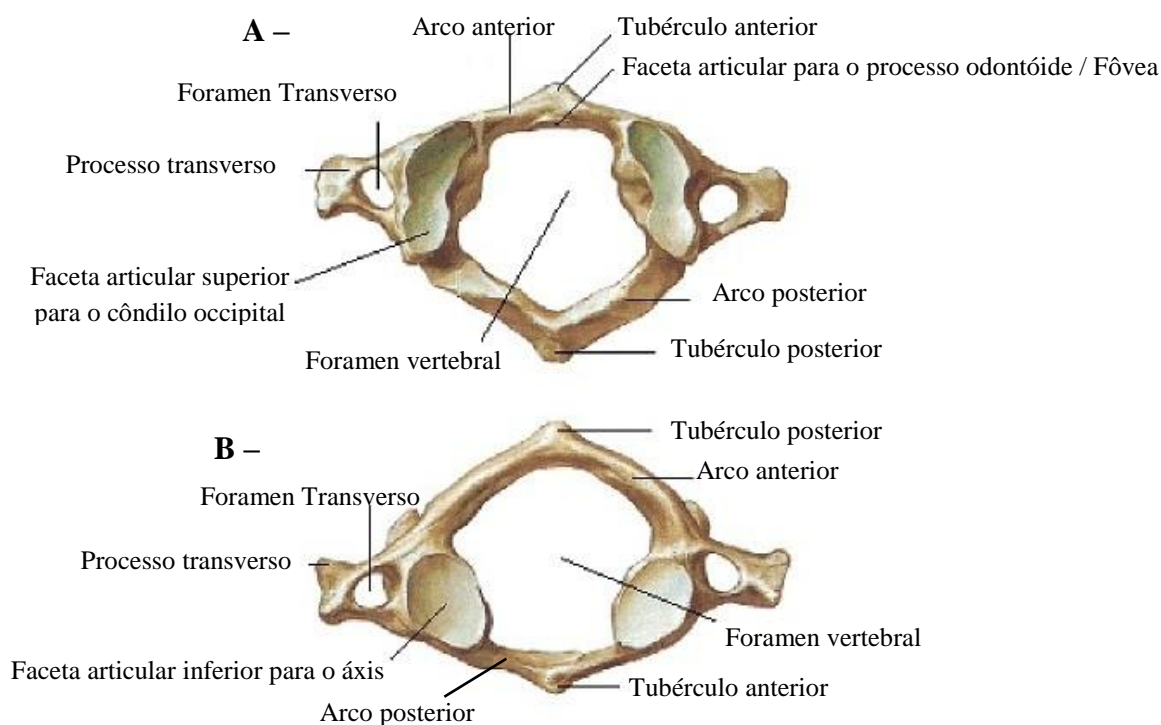 A –
Arco anterior
Tubérculo anterior
Faceta articular para o processo odontóide / Fôvea
Foramen Transverso
Processo transverso
Faceta articular superior
para o côndilo occipital
Arco posterior
Foramen vertebral
Tubérculo posterior
B –
Tubérculo posterior
Arco anterior
Foramen Transverso
Processo transverso
Foramen vertebral
Faceta articular inferior para o áxis
Tubérculo anterior
Arco posterior